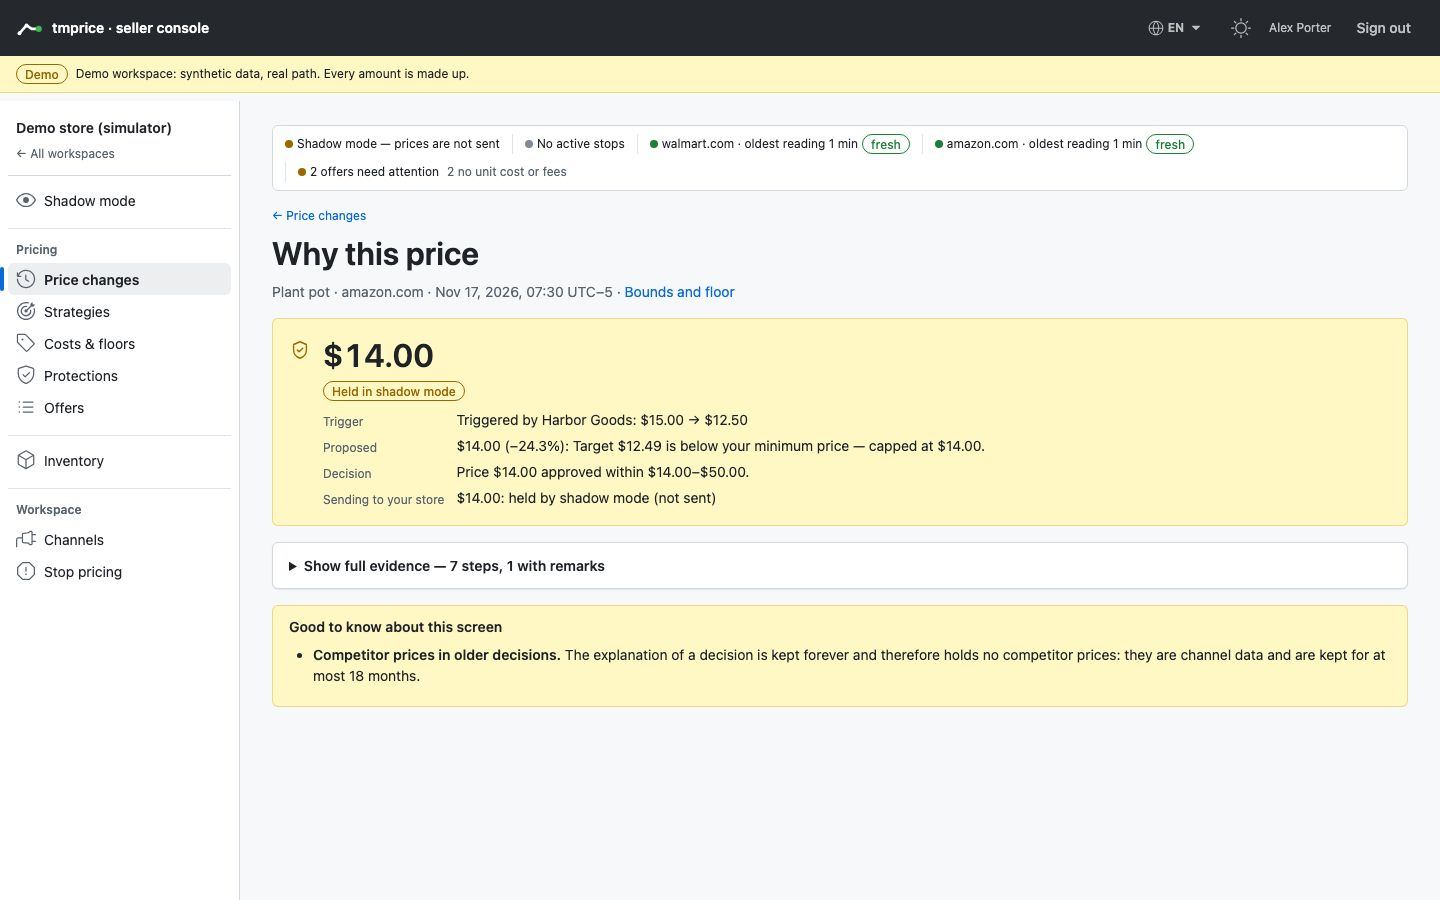 tmprice · seller console
EN
Alex Porter
Sign out
Demo
Demo workspace: synthetic data, real path. Every amount is made up.
Demo store (simulator)
← All workspaces
Shadow mode
Pricing
Price changes
Strategies
Costs & floors
Protections
Offers
Inventory
Workspace
Channels
Stop pricing
Shadow mode — prices are not sent
No active stops
walmart.com · oldest reading 1 min fresh
amazon.com · oldest reading 1 min fresh
2 offers need attention 2 no unit cost or fees
← Price changes
Why this price
Plant pot · amazon.com · Nov 17, 2026, 07:30 UTC−5 · Bounds and floor
$14.00
Held in shadow mode
Trigger Triggered by Harbor Goods: $15.00 → $12.50
Proposed $14.00 (−24.3%): Target $12.49 is below your minimum price — capped at $14.00.
Decision Price $14.00 approved within $14.00–$50.00.
Sending to your store $14.00: held by shadow mode (not sent)
Show full evidence — 7 steps, 1 with remarks
Good to know about this screen
• Competitor prices in older decisions. The explanation of a decision is kept forever and therefore holds no competitor prices: they are channel data and are kept for at
most 18 months.